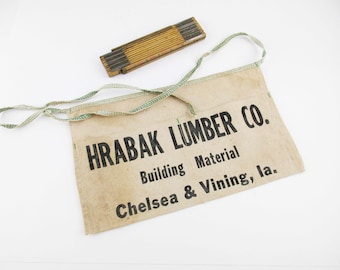 HRABAK LUMBER CO.
Building Material
Chelsea & Vining, Ia.